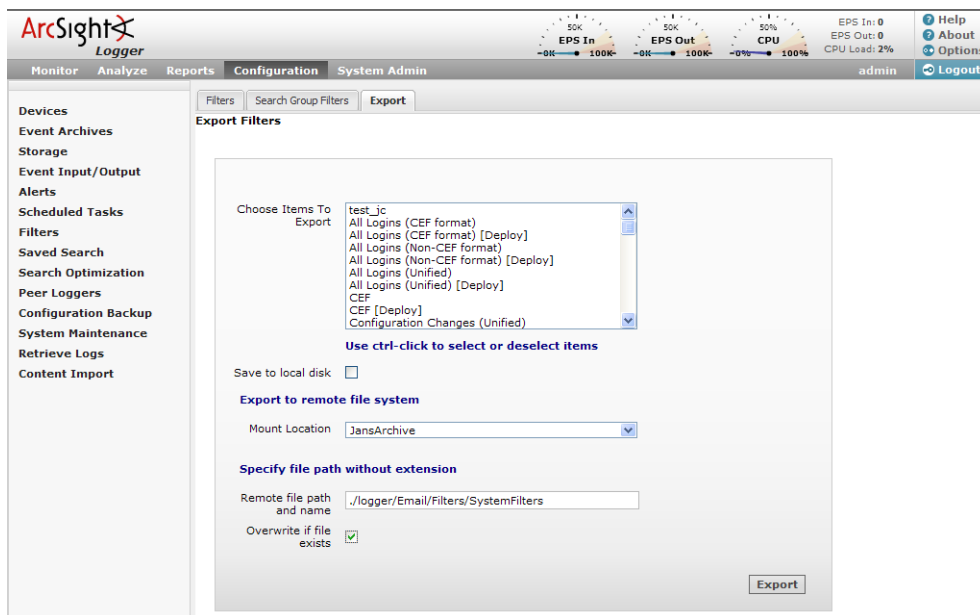 ArcSight
Logger
50K
EPS In
-0K 100K-
50K
EPS Out
-0K 100K-
50%
CPU
-0% 100%
EPS In: 0
EPS Out: 0
CPU Load: 2%
Help
About
Options
Monitor Analyze Reports Configuration System Admin admin Logout
Devices
Event Archives
Storage
Event Input/Output
Alerts
Scheduled Tasks
Filters
Saved Search
Search Optimization
Peer Loggers
Configuration Backup
System Maintenance
Retrieve Logs
Content Import
Filters Search Group Filters Export
Export Filters
Choose Items To
Export
test_jc
All Logins (CEF format)
All Logins (CEF format) [Deploy]
All Logins (Non-CEF format)
All Logins (Non-CEF format) [Deploy]
All Logins (Unified)
All Logins (Unified) [Deploy]
CEF
CEF [Deploy]
Configuration Changes (Unified)
Use ctrl-click to select or deselect items
Save to local disk
Export to remote file system
Mount Location JansArchive
Specify file path without extension
Remote file path
and name
./logger/Email/Filters/SystemFilters
Overwrite if file
exists
Export